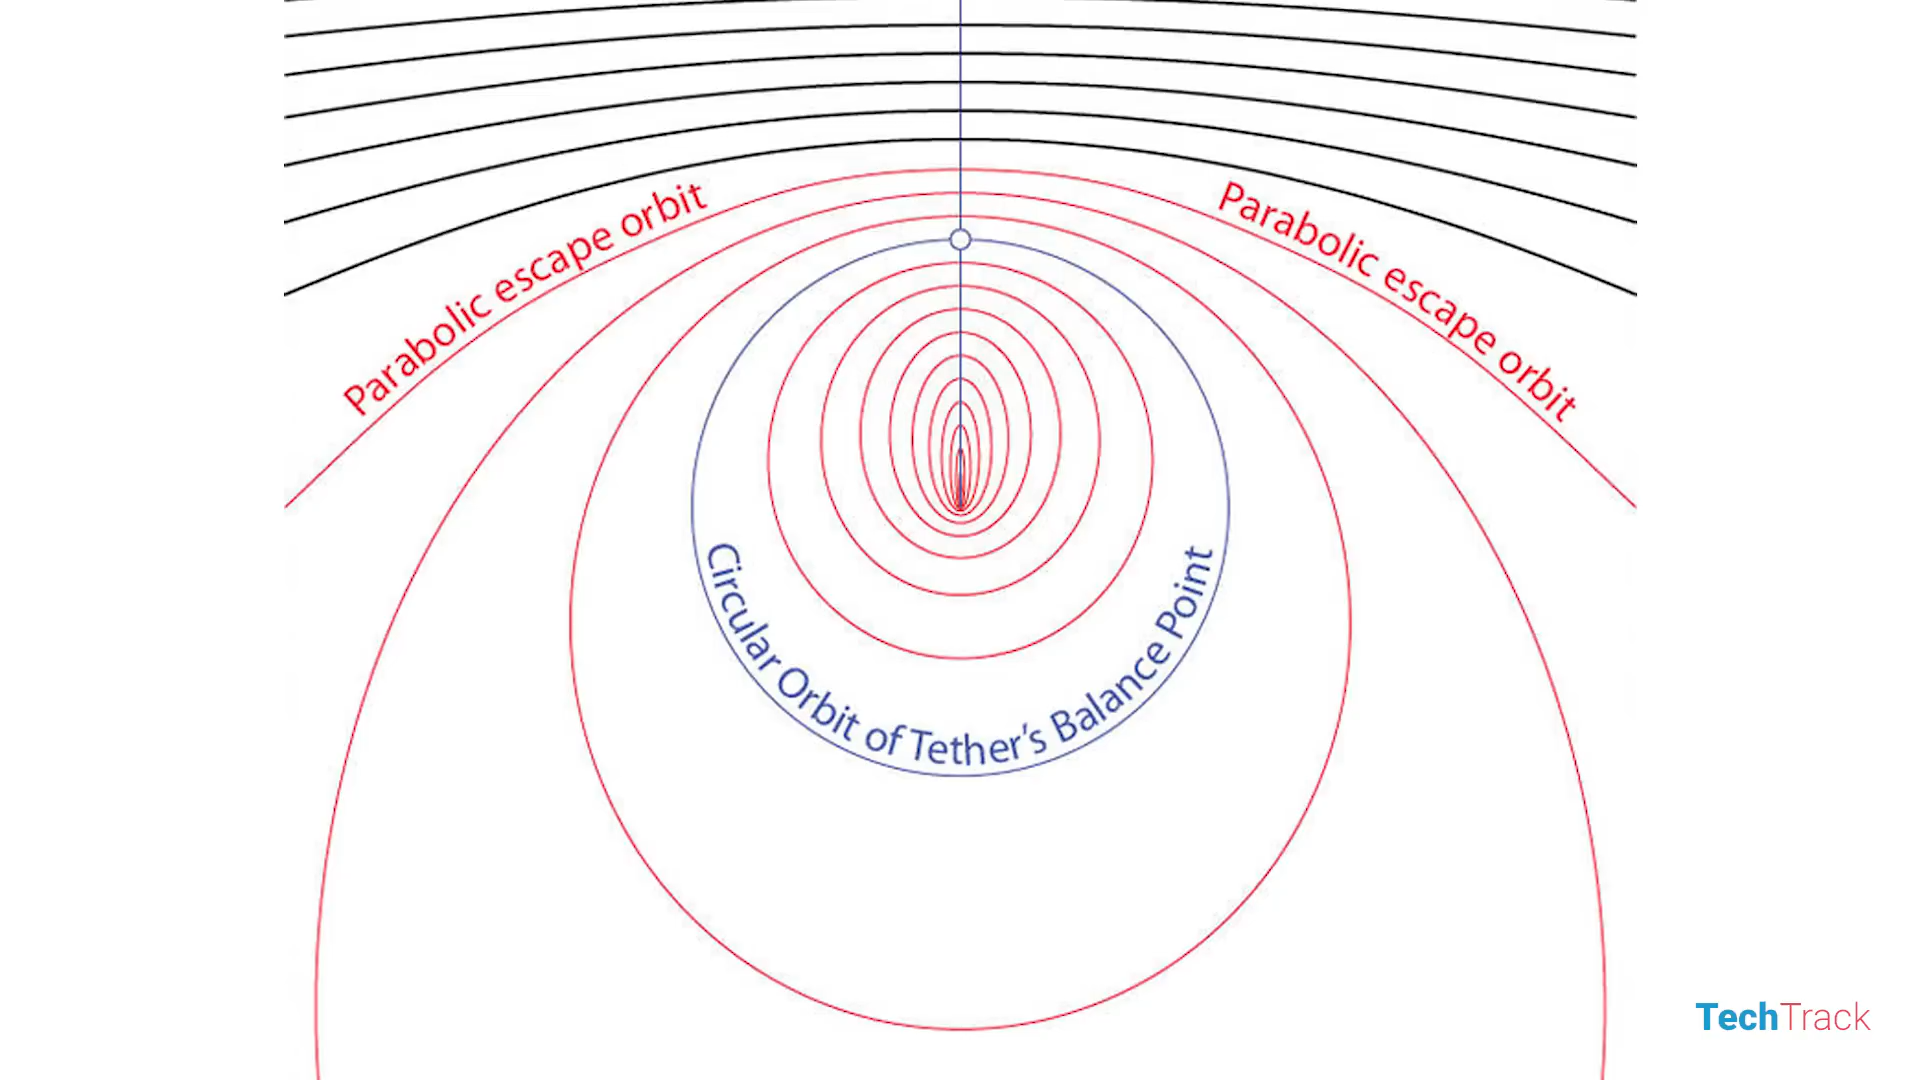 Parabolic escape orbit
Parabolic escape orbit
Circular Orbit of Tether's Balance Point
TechTrack